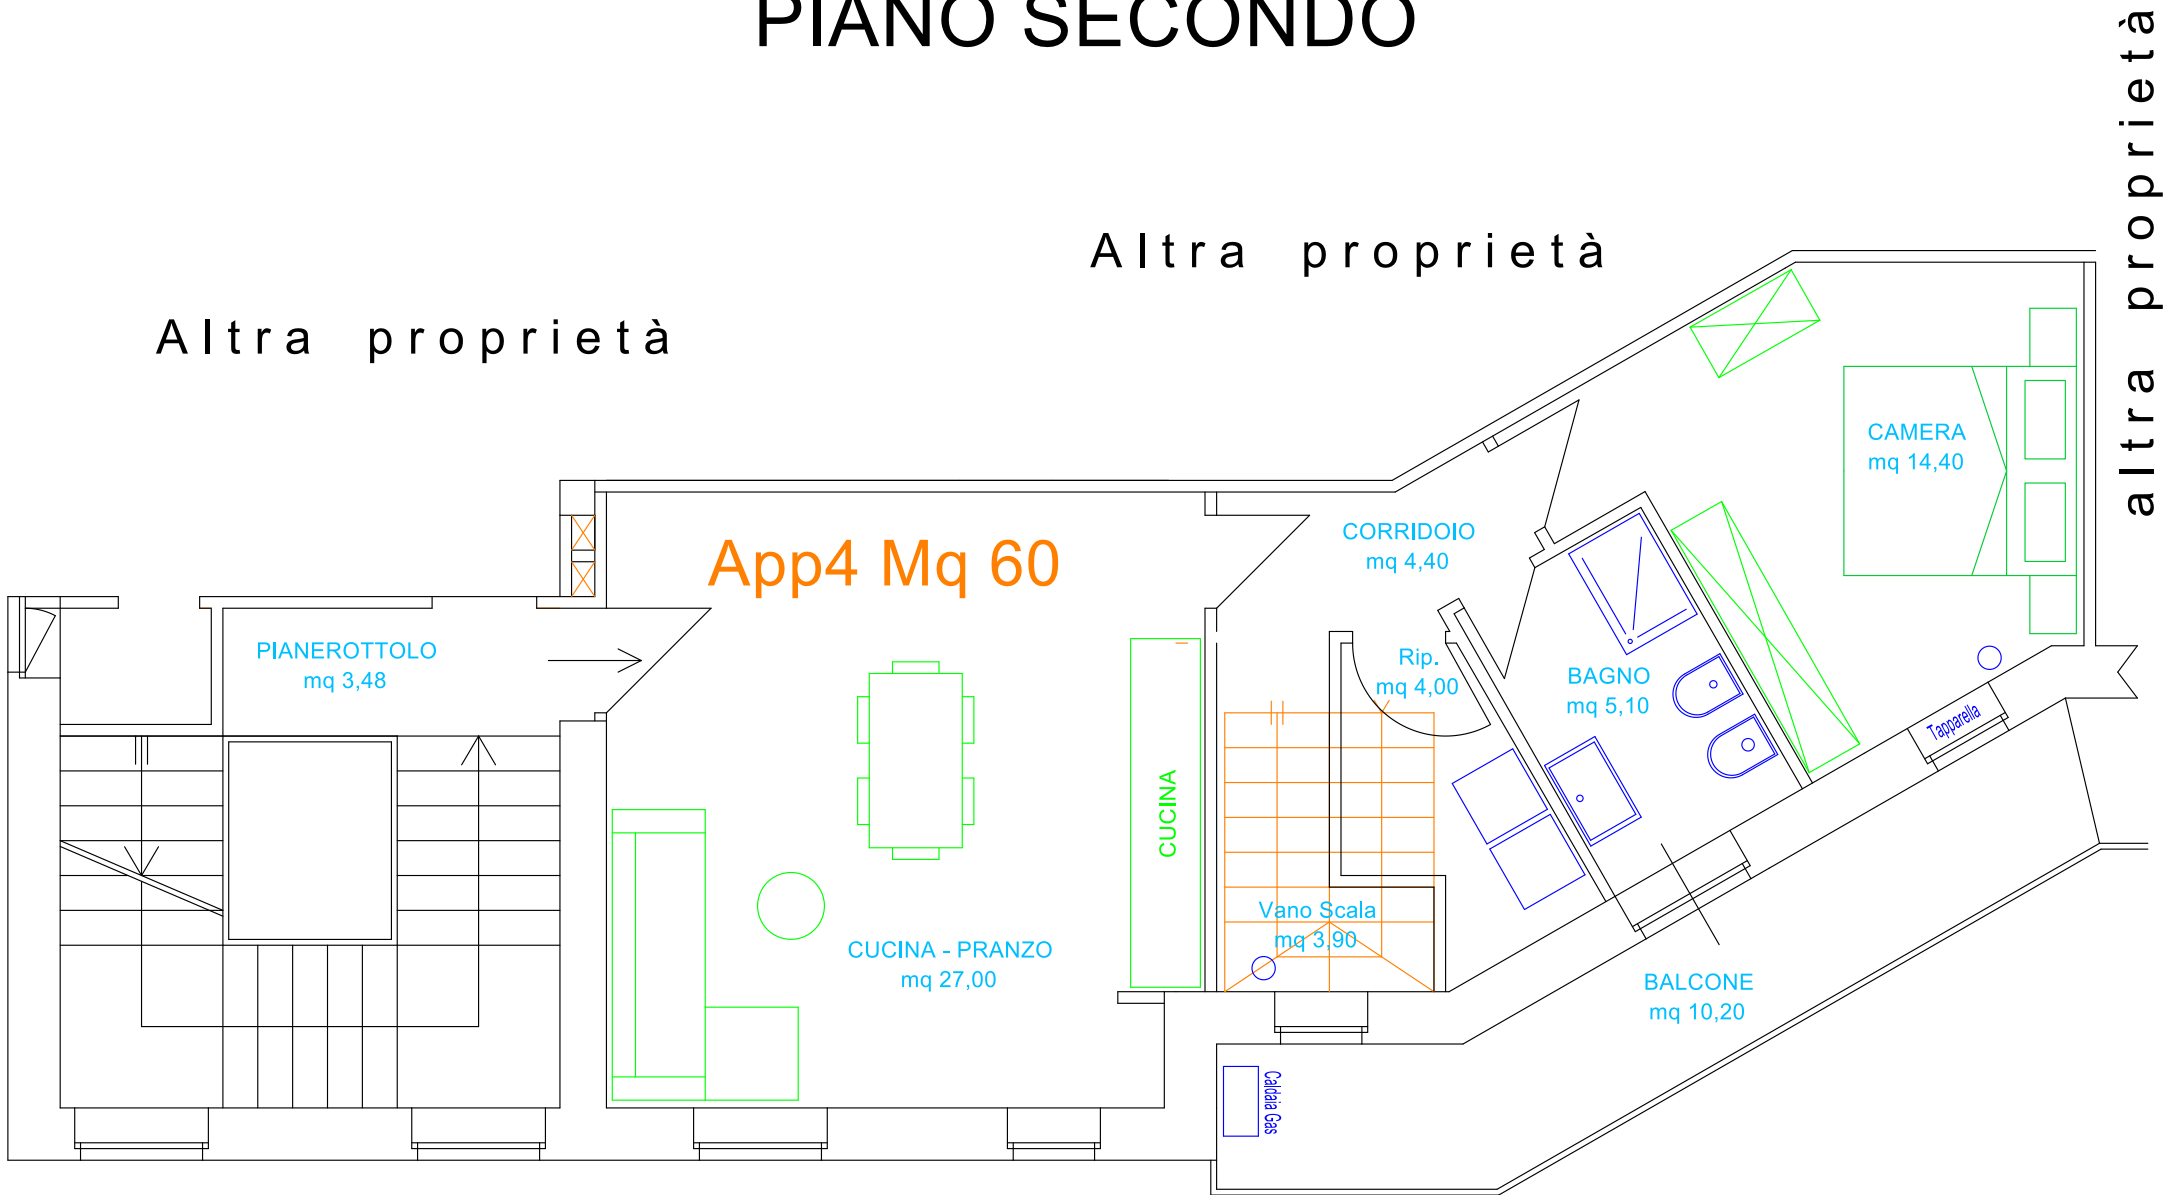 PIANO SECONDO
altra proprietà
Altra proprietà
Altra proprietà
App4 Mq 60
CAMERA
mq 14,40
CORRIDOIO
mq 4,40
PIANEROTTOLO
mq 3,48
Rip.
mq 4,00
BAGNO
mq 5,10
Tapparella
CUCINA
Vano Scala
mq 3,90
CUCINA - PRANZO
mq 27,00
BALCONE
mq 10,20
Caldaia Gas